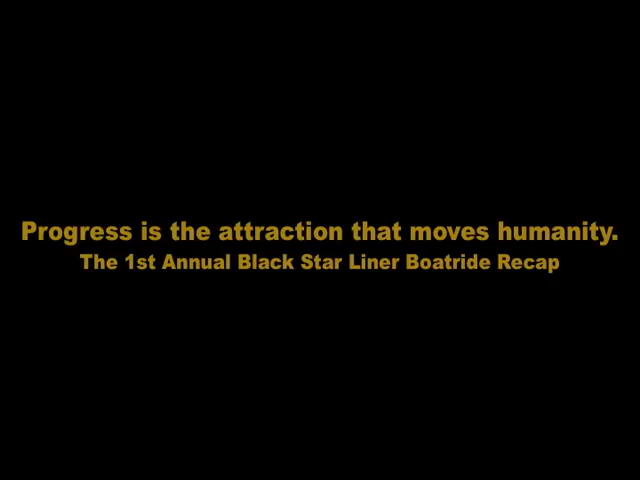 Progress is the attraction that moves humanity.
The 1st Annual Black Star Liner Boatride Recap